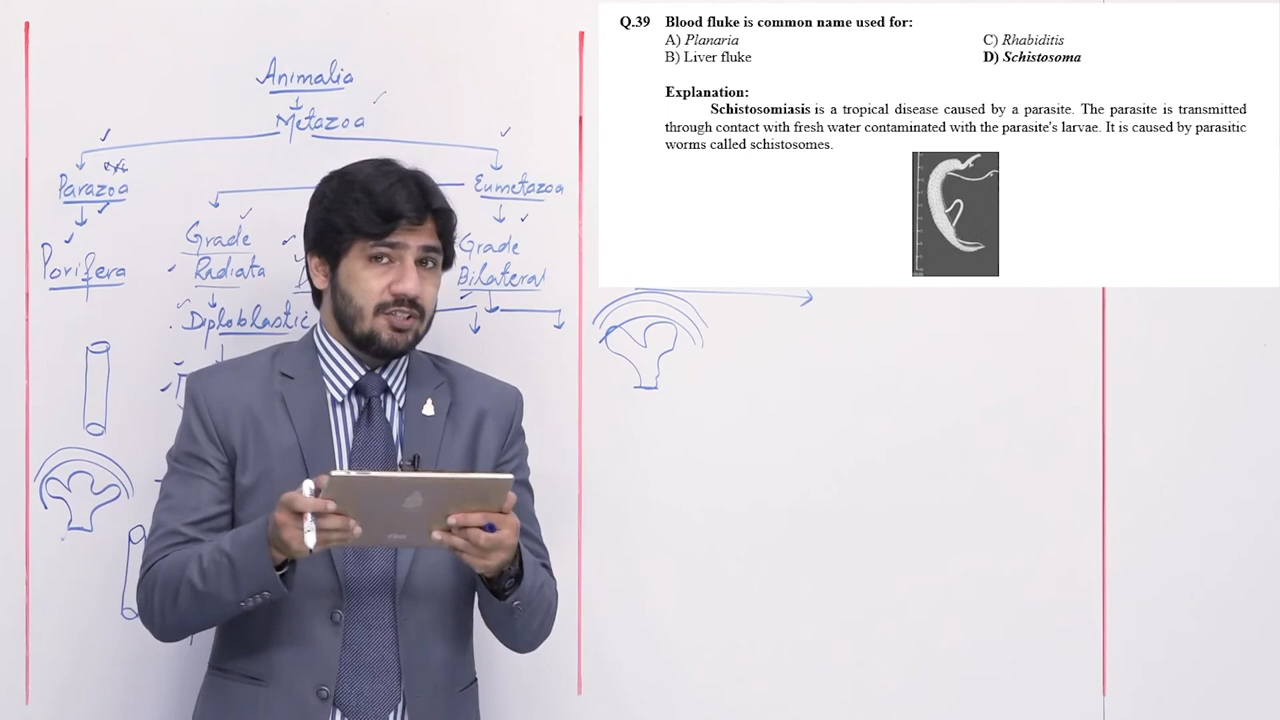 Q.39 Blood fluke is common name used for:
A) Planaria
C) Rhabiditis
B) Liver fluke
D) Schistosoma
Explanation:
Schistosomiasis is a tropical disease caused by a parasite. The parasite is transmitted
through contact with fresh water contaminated with the parasite's larvae. It is caused by parasitic
worms called schistosomes.
Animalia
Metazoa
Parazoa
Eumetazoa
Porifera
Grade
Radiata
Diploblastic
Grade
Bilateral